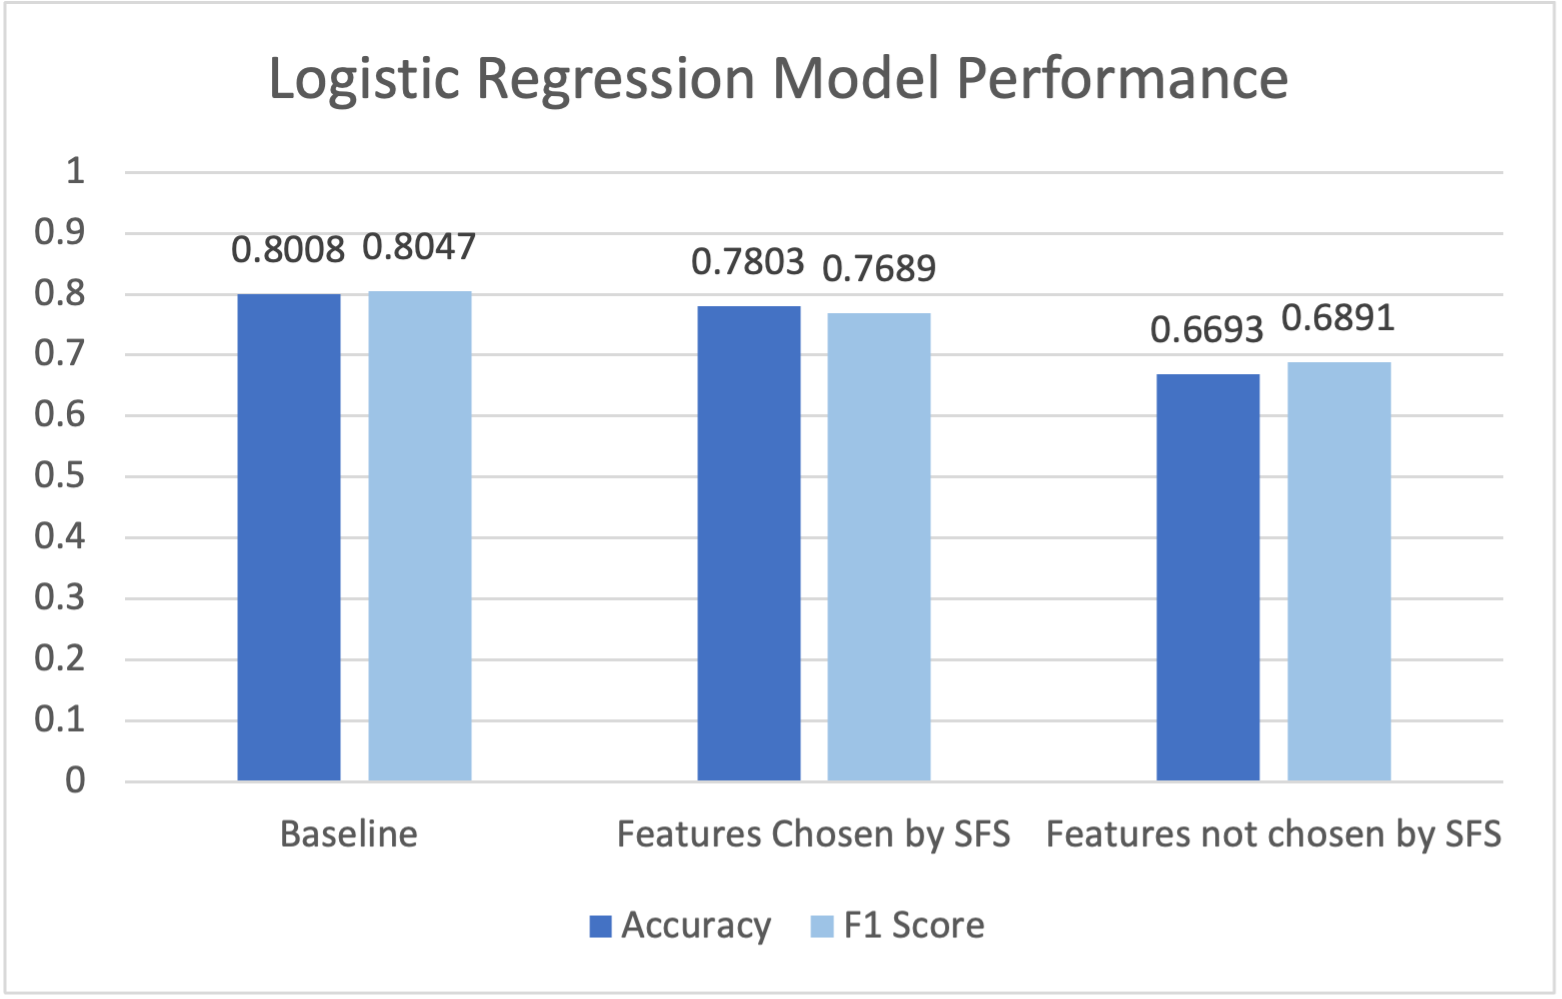 Logistic Regression Model Performance
1
0.9
0.8
0.7
0.6
0.5
0.4
0.3
0.2
0.1
0
0.8008 0.8047
0.7803 0.7689
0.6693 0.6891
Baseline
Features Chosen by SFS
Features not chosen by SFS
Accuracy F1 Score